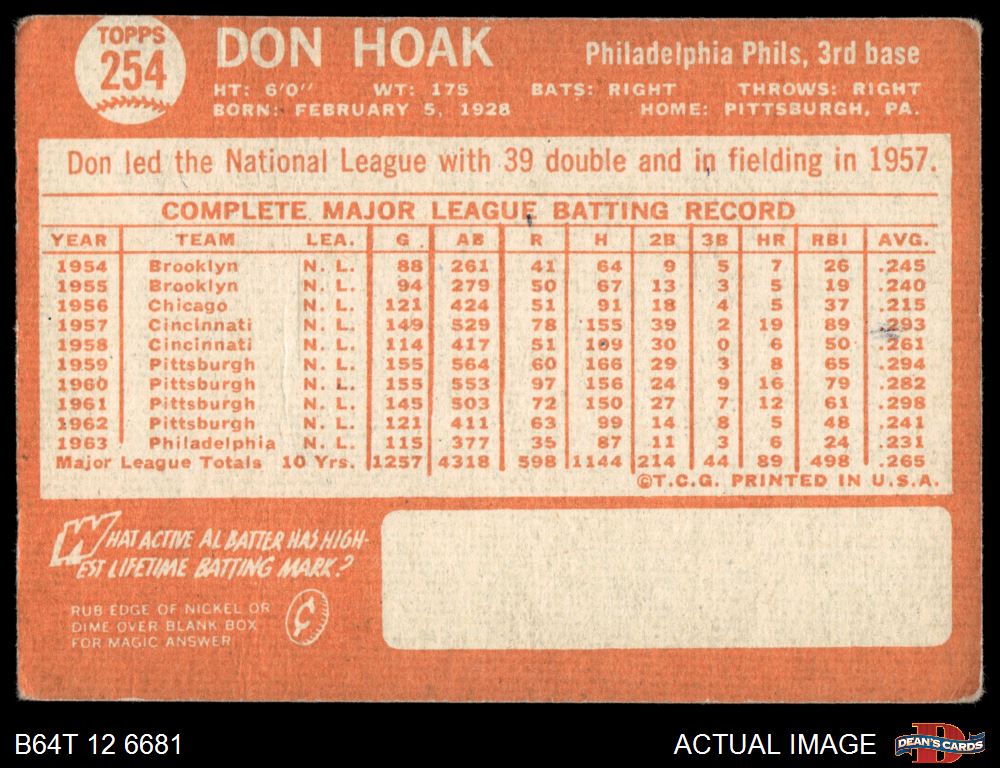 TOPPS
254
DON HOAK
Philadelphia Phils, 3rd base
HT: 6'0" WT: 175 BATS: RIGHT THROWS: RIGHT
BORN: FEBRUARY 5, 1928 HOME: PITTSBURGH, PA.
Don led the National League with 39 double and in fielding in 1957.
COMPLETE MAJOR LEAGUE BATTING RECORD
YEAR TEAM LEA. G AB R H 2B 3B HR RBI AVG.
1954 Brooklyn N. L. 88 261 41 64 9 5 7 26 .245
1955 Brooklyn N. L. 94 279 50 67 13 3 5 19 .240
1956 Chicago N. L. 121 424 51 91 18 4 5 37 .215
1957 Cincinnati N. L. 149 529 78 155 39 2 19 89 .293
1958 Cincinnati N. L. 114 417 51 109 30 0 6 50 .261
1959 Pittsburgh N. L. 155 564 60 166 29 3 8 65 .294
1960 Pittsburgh N. L. 155 553 97 156 24 9 16 79 .282
1961 Pittsburgh N. L. 145 503 72 150 27 7 12 61 .298
1962 Pittsburgh N. L. 121 411 63 99 14 8 5 48 .241
1963 Philadelphia N. L. 115 377 35 87 11 3 6 24 .231
Major League Totals 10 Yrs. 1257 4318 598 1144 214 44 89 498 .265
©T.C.G. PRINTED IN U.S.A.
WHAT ACTIVE AL BATTER HAS HIGH-
EST LIFETIME BATTING MARK?
RUB EDGE OF NICKEL OR
DIME OVER BLANK BOX
FOR MAGIC ANSWER
¢
B64T 12 6681
ACTUAL IMAGE
D
DEAN'S CARDS